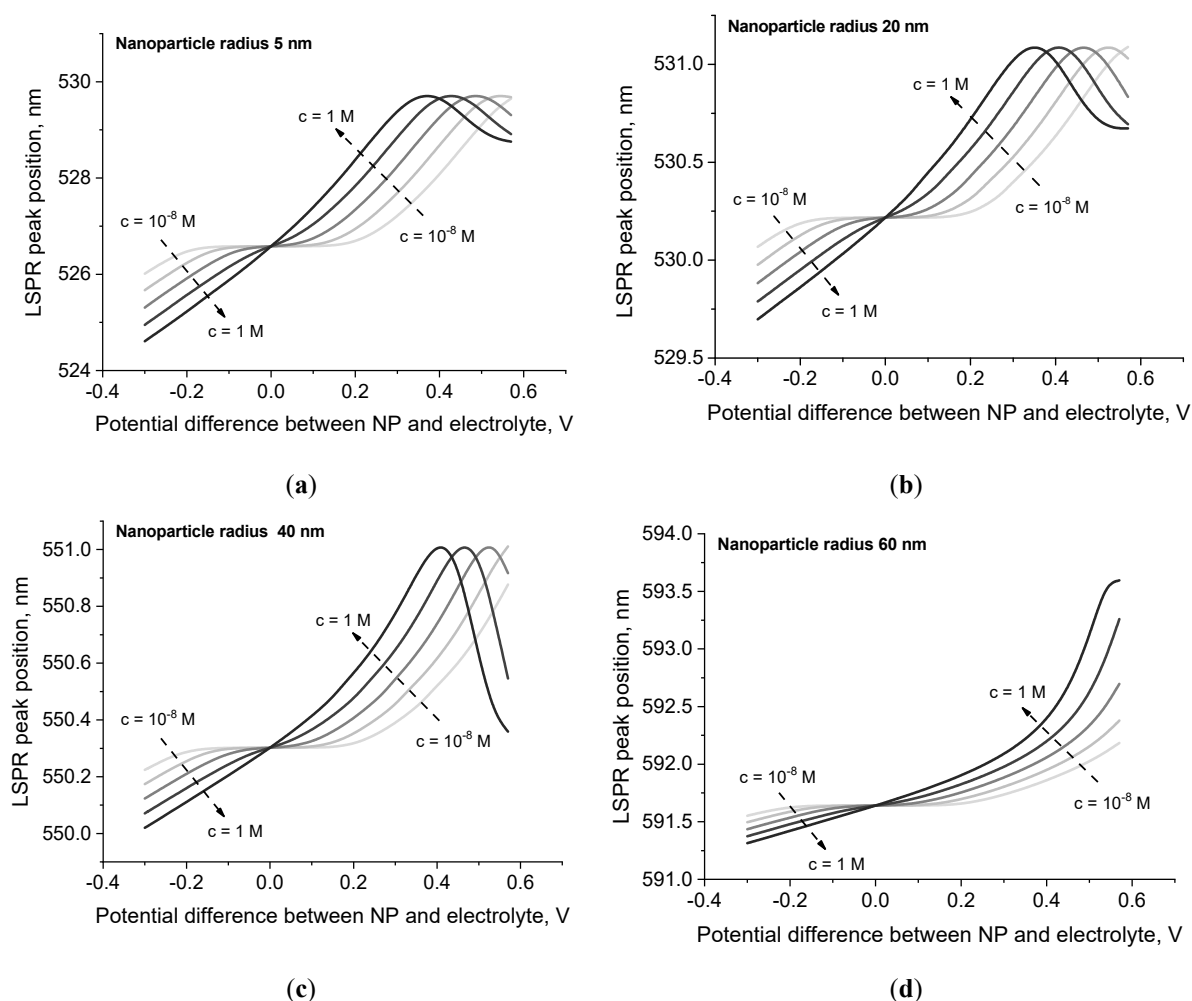 Nanoparticle radius 5 nm
530
528
526
524
LSPR peak position, nm
c = 1 M
c = 10⁻⁸ M
c = 10⁻⁸ M
c = 1 M
-0.4 -0.2 0.0 0.2 0.4 0.6
Potential difference between NP and electrolyte, V
(a)
Nanoparticle radius 20 nm
531.0
530.5
530.0
529.5
LSPR peak position, nm
c = 1 M
c = 10⁻⁸ M
c = 10⁻⁸ M
c = 1 M
-0.4 -0.2 0.0 0.2 0.4 0.6
Potential difference between NP and electrolyte, V
(b)
Nanoparticle radius 40 nm
551.0
550.8
550.6
550.4
550.2
550.0
LSPR peak position, nm
c = 1 M
c = 10⁻⁸ M
c = 10⁻⁸ M
c = 1 M
-0.4 -0.2 0.0 0.2 0.4 0.6
Potential difference between NP and electrolyte, V
(c)
Nanoparticle radius 60 nm
594.0
593.5
593.0
592.5
592.0
591.5
591.0
LSPR peak position, nm
c = 1 M
c = 10⁻⁸ M
c = 10⁻⁸ M
c = 1 M
-0.4 -0.2 0.0 0.2 0.4 0.6
Potential difference between NP and electrolyte, V
(d)